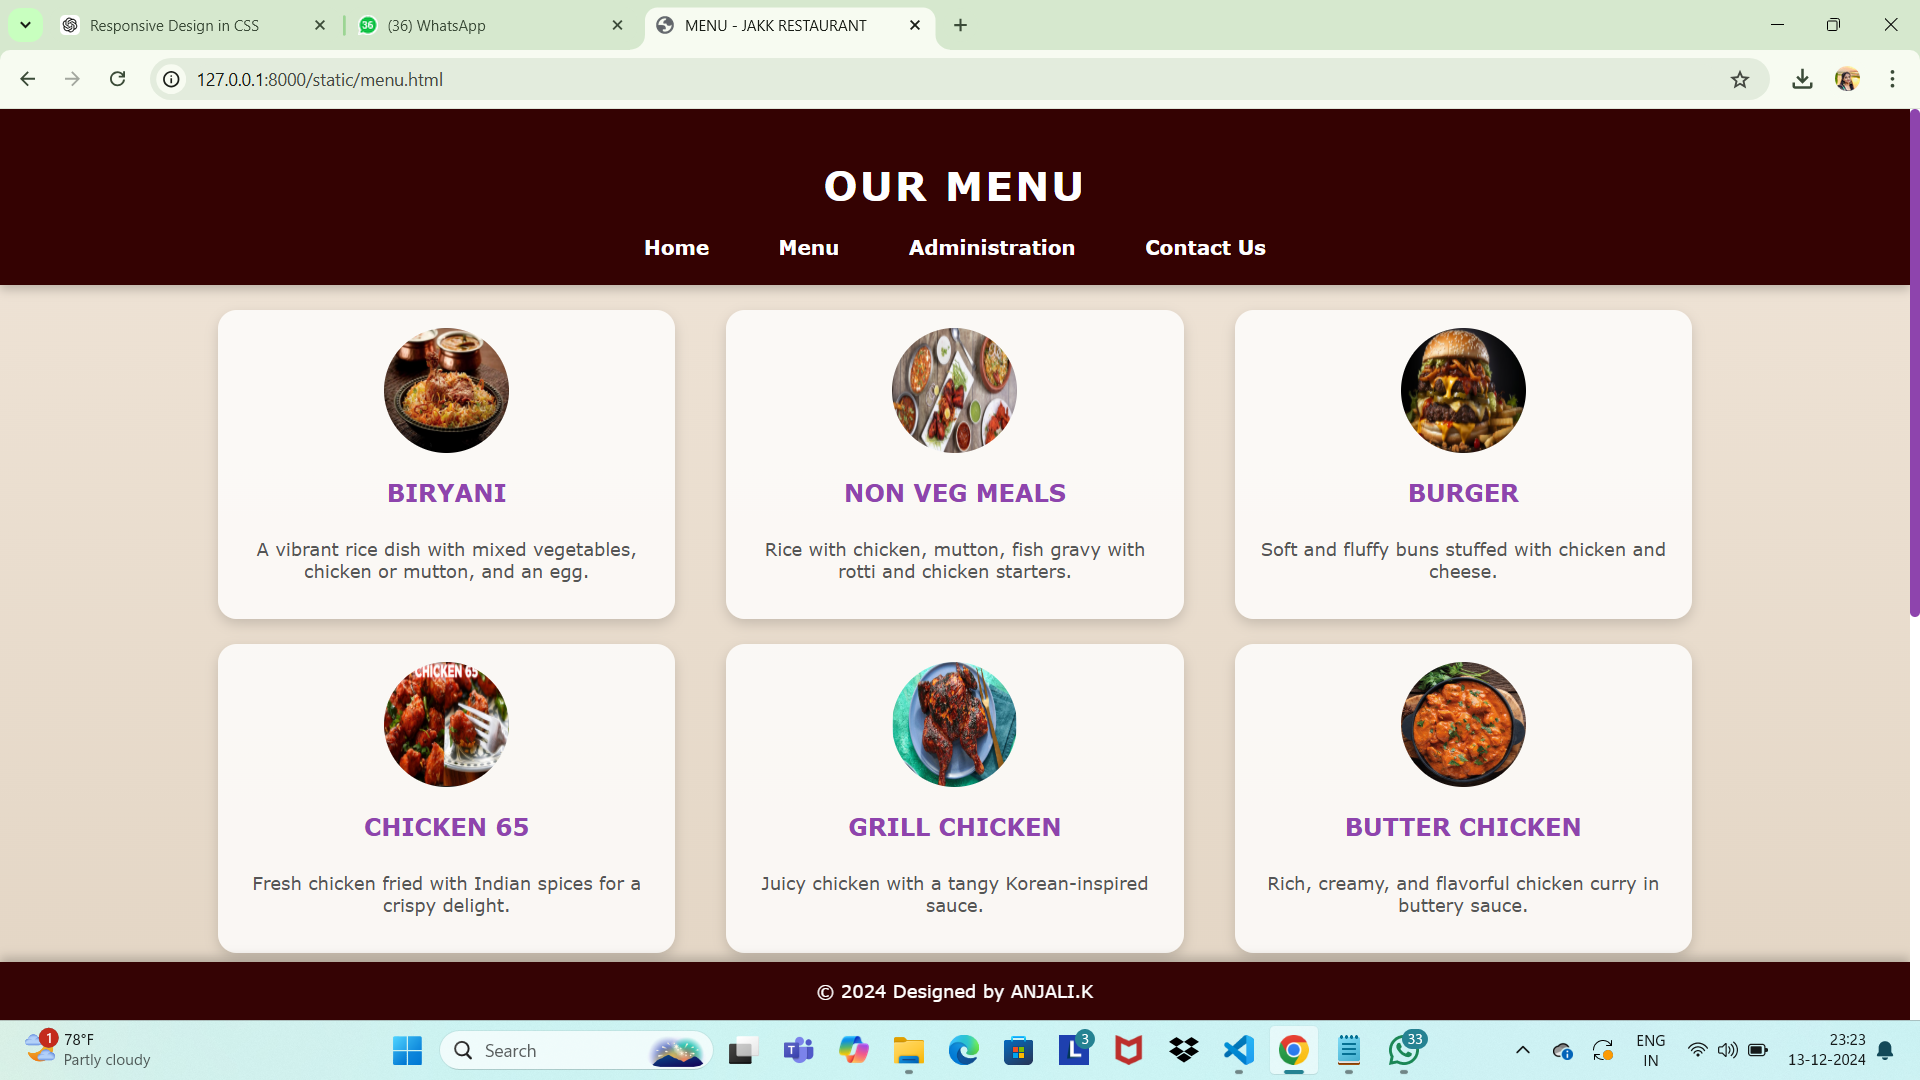 Responsive Design in CSS
36
(36) WhatsApp
MENU - JAKK RESTAURANT
127.0.0.1:8000/static/menu.html
OUR MENU
Home
Menu
Administration
Contact Us
BIRYANI
A vibrant rice dish with mixed vegetables,
chicken or mutton, and an egg.
NON VEG MEALS
Rice with chicken, mutton, fish gravy with
rotti and chicken starters.
BURGER
Soft and fluffy buns stuffed with chicken and
cheese.
CHICKEN 65
CHICKEN 65
Fresh chicken fried with Indian spices for a
crispy delight.
GRILL CHICKEN
Juicy chicken with a tangy Korean-inspired
sauce.
BUTTER CHICKEN
Rich, creamy, and flavorful chicken curry in
buttery sauce.
© 2024 Designed by ANJALI.K
1
78°F
Partly cloudy
Search
T
L
3
33
ENG
IN
23:23
13-12-2024